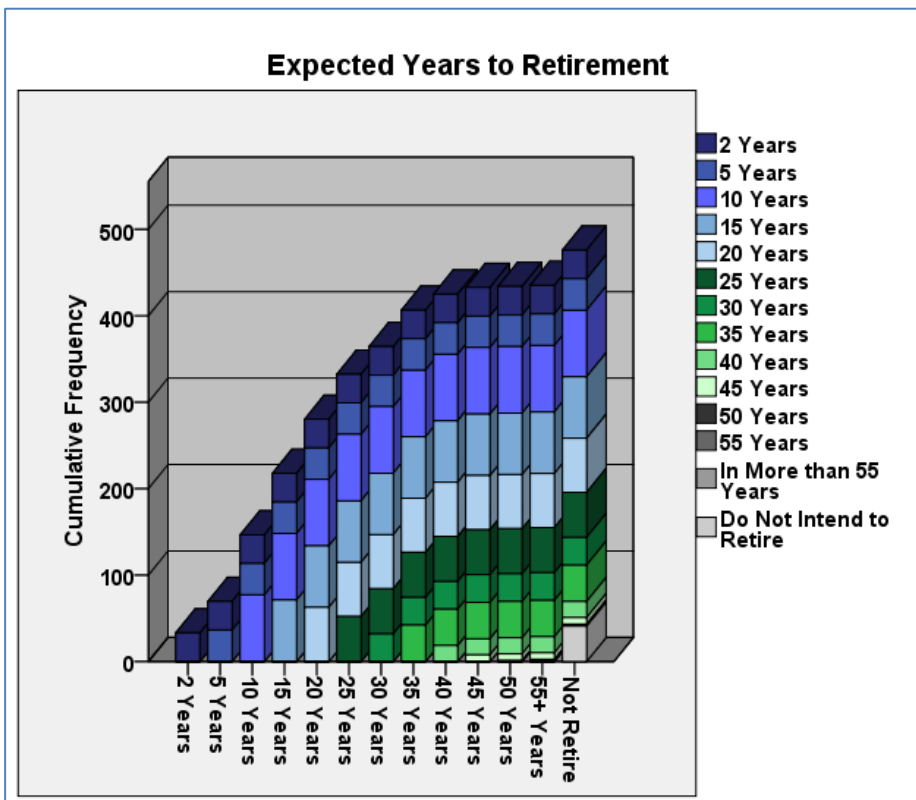 Expected Years to Retirement
Cumulative Frequency
500
400
300
200
100
0
2 Years
5 Years
10 Years
15 Years
20 Years
25 Years
30 Years
35 Years
40 Years
45 Years
50 Years
55+ Years
Not Retire
2 Years
5 Years
10 Years
15 Years
20 Years
25 Years
30 Years
35 Years
40 Years
45 Years
50 Years
55 Years
In More than 55
Years
Do Not Intend to
Retire